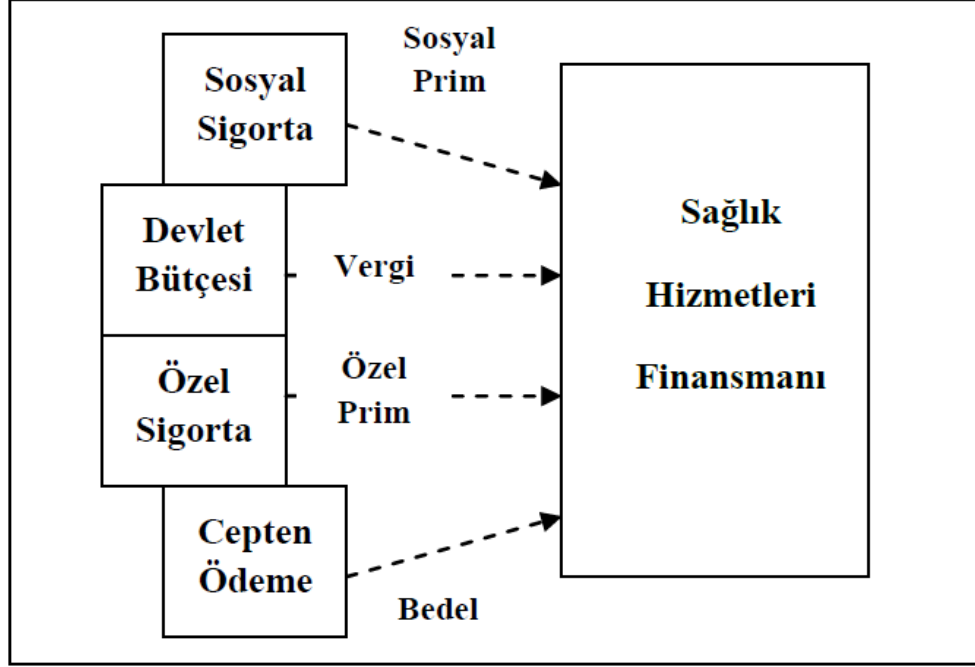 Sosyal
Sigorta
Sosyal
Prim
Devlet
Bütçesi
Vergi
Özel
Sigorta
Özel
Prim
Cepten
Ödeme
Bedel
Sağlık
Hizmetleri
Finansmanı